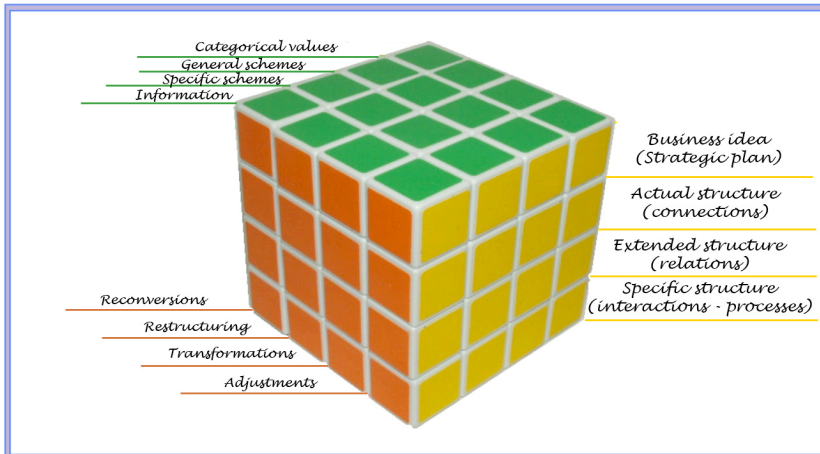 Categorical values
General schemes
Specific schemes
Information
Business idea
(Strategic plan)
Actual structure
(connections)
Extended structure
(relations)
Specific structure
(interactions - processes)
Reconversions
Restructuring
Transformations
Adjustments